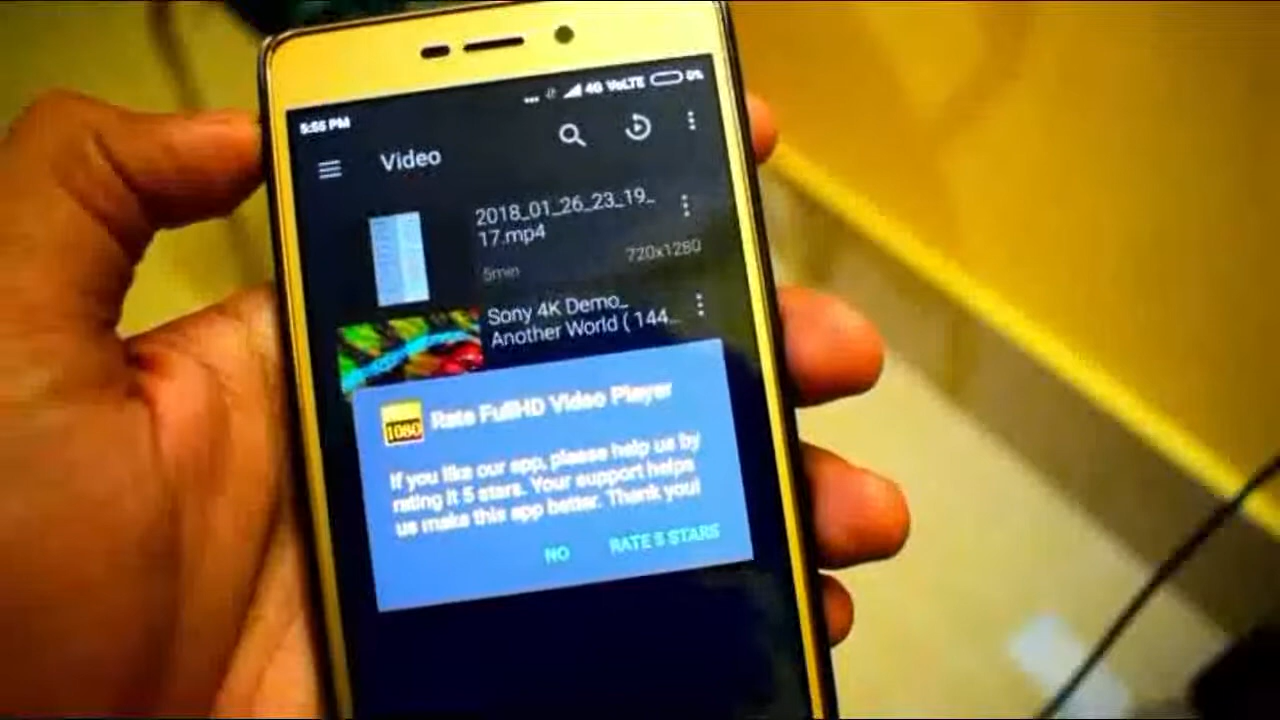 5:55 PM
... 4G VoLTE
Video
2018_01_26_23_19_
17.mp4
5min 720x1280
Sony 4K Demo_
Another World ( 144...
1080
Rate FullHD Video Player
If you like our app, please help us by
rating it 5 stars. Your support helps
us make this app better. Thank you!
NO RATE 5 STARS